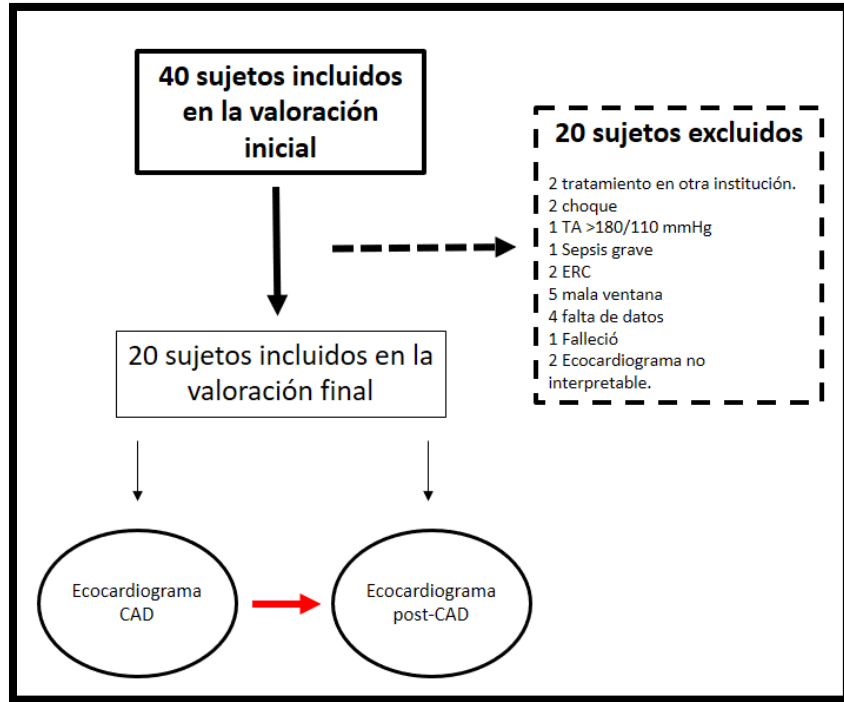 40 sujetos incluidos
en la valoración
inicial
20 sujetos excluidos
2 tratamiento en otra institución.
2 choque
1 TA >180/110 mmHg
1 Sepsis grave
2 ERC
5 mala ventana
4 falta de datos
1 Falleció
2 Ecocardiograma no
interpretable.
20 sujetos incluidos en la
valoración final
Ecocardiograma
CAD
Ecocardiograma
post-CAD